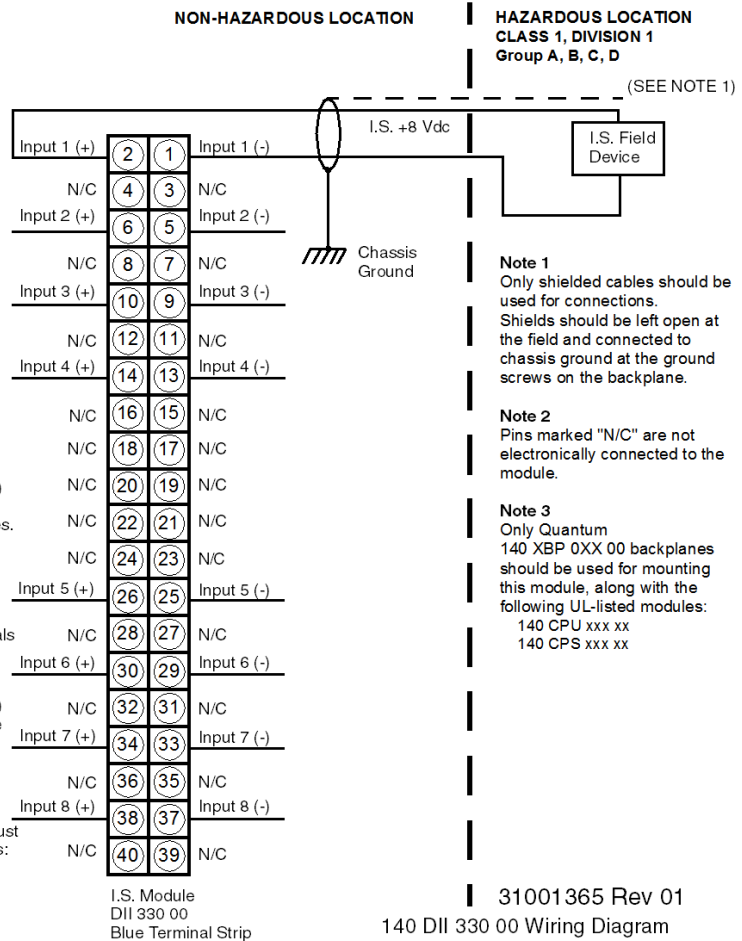 NON-HAZARDOUS LOCATION
HAZARDOUS LOCATION
CLASS 1, DIVISION 1
Group A, B, C, D
(SEE NOTE 1)
I.S. +8 Vdc
I.S. Field
Device
Chassis
Ground
Input 1 (+) 2 1 Input 1 (-)
N/C 4 3 N/C
Input 2 (+) 6 5 Input 2 (-)
N/C 8 7 N/C
Input 3 (+) 10 9 Input 3 (-)
N/C 12 11 N/C
Input 4 (+) 14 13 Input 4 (-)
N/C 16 15 N/C
N/C 18 17 N/C
N/C 20 19 N/C
N/C 22 21 N/C
N/C 24 23 N/C
Input 5 (+) 26 25 Input 5 (-)
N/C 28 27 N/C
Input 6 (+) 30 29 Input 6 (-)
N/C 32 31 N/C
Input 7 (+) 34 33 Input 7 (-)
N/C 36 35 N/C
Input 8 (+) 38 37 Input 8 (-)
N/C 40 39 N/C
I.S. Module
DII 330 00
Blue Terminal Strip
Note 1
Only shielded cables should be
used for connections.
Shields should be left open at
the field and connected to
chassis ground at the ground
screws on the backplane.
Note 2
Pins marked "N/C" are not
electronically connected to the
module.
Note 3
Only Quantum
140 XBP 0XX 00 backplanes
should be used for mounting
this module, along with the
following UL-listed modules:
140 CPU xxx xx
140 CPS xxx xx
31001365 Rev 01
140 DII 330 00 Wiring Diagram